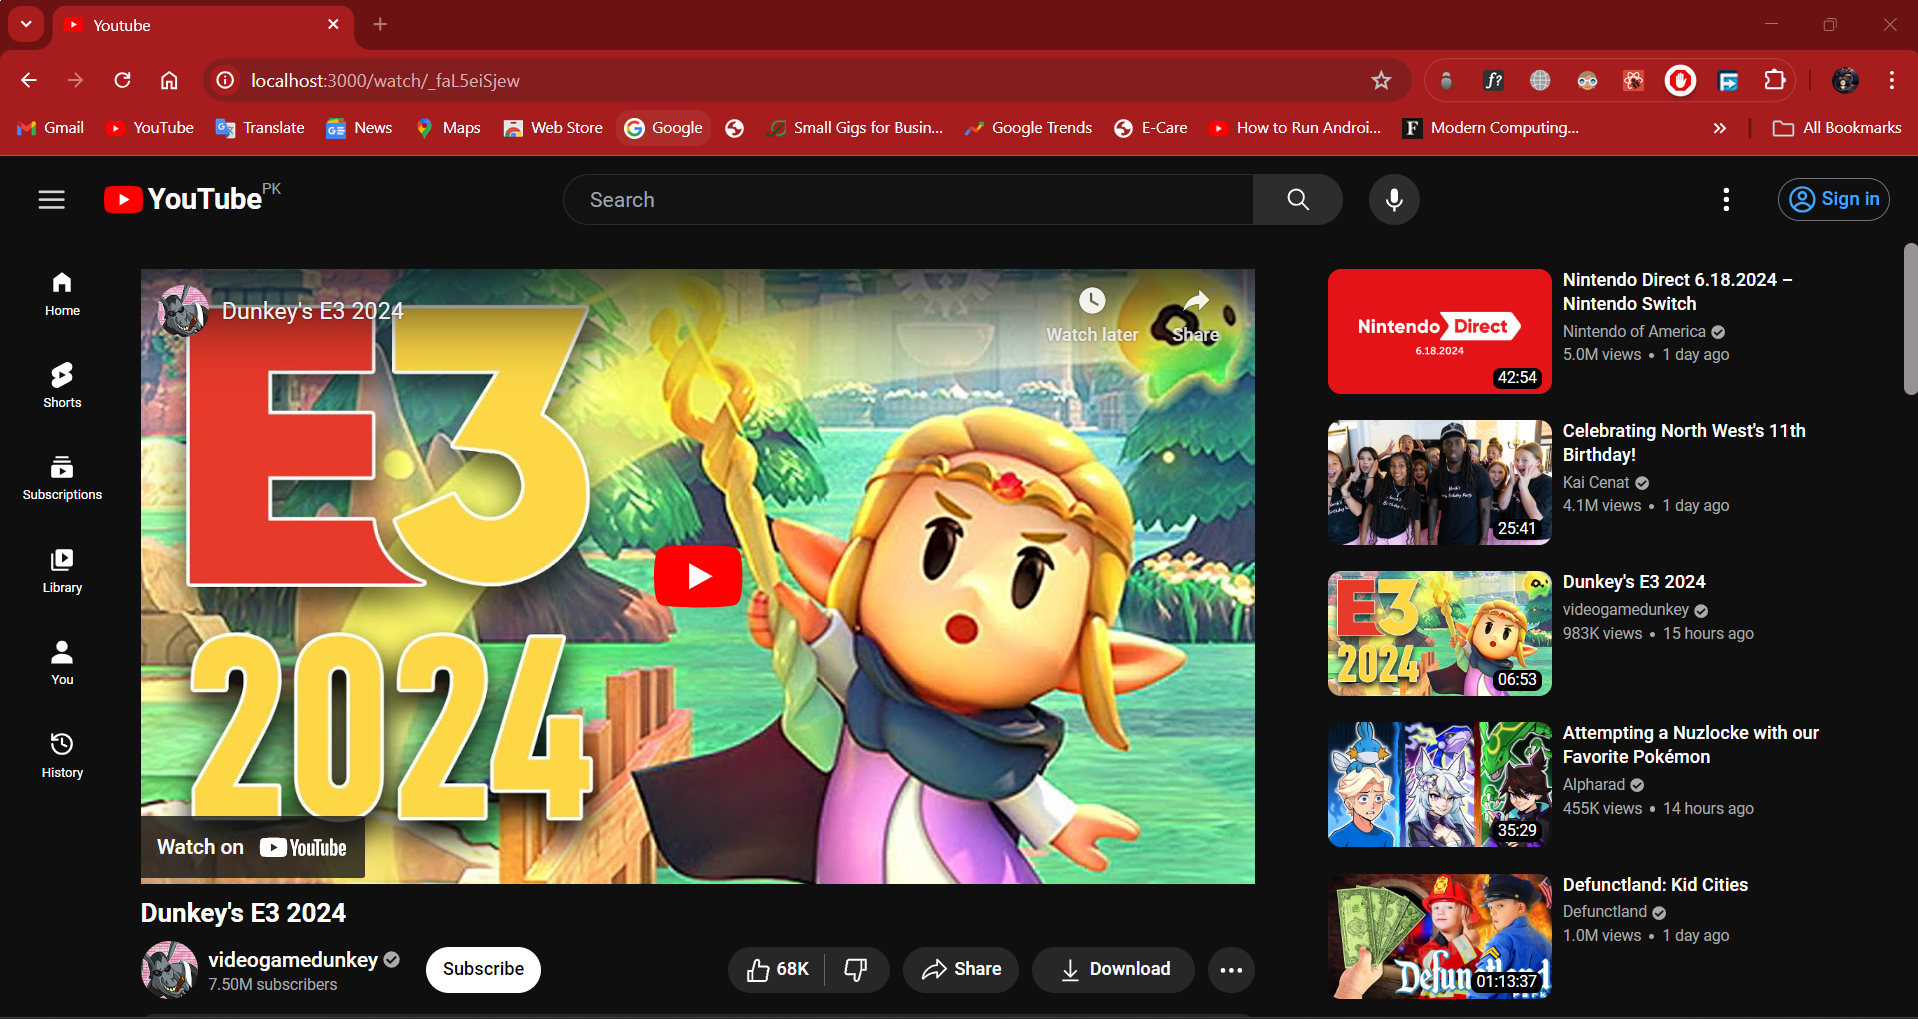 Youtube
localhost:3000/watch/_faL5eiSjew
f?
Gmail YouTube Translate News Maps Web Store Google Small Gigs for Busin... Google Trends E-Care How to Run Androi... F Modern Computing... All Bookmarks
YouTube PK
Search
Sign in
Home
Shorts
Subscriptions
Library
You
History
Dunkey's E3 2024
Watch later
Share
E3
2024
Watch on YouTube
Dunkey's E3 2024
videogamedunkey
7.50M subscribers
Subscribe
68K
Share
Download
Nintendo Direct
6.18.2024
42:54
Nintendo Direct 6.18.2024 –
Nintendo Switch
Nintendo of America
5.0M views • 1 day ago
25:41
Celebrating North West's 11th
Birthday!
Kai Cenat
4.1M views • 1 day ago
E3
2024
06:53
Dunkey's E3 2024
videogamedunkey
983K views • 15 hours ago
35:29
Attempting a Nuzlocke with our
Favorite Pokémon
Alpharad
455K views • 14 hours ago
01:13:37
Defunctland: Kid Cities
Defunctland
1.0M views • 1 day ago